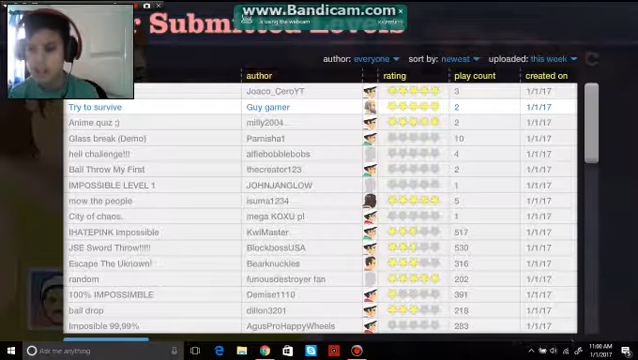 www.Bandicam.com
is using the webcam
Submitted Levels
author: everyone sort by: newest uploaded: this week
author rating play count created on
Joaco_CeroYT 3 1/1/17
Try to survive Guy gamer 2 1/1/17
Anime quiz ;) milly2004 2 1/1/17
Glass break (Demo) Parnisha1 10 1/1/17
heli challenge!!! alfiebobblebobs 4 1/1/17
Ball Throw My First thecreator123 2 1/1/17
IMPOSSIBLE LEVEL 1 JOHNJANGLOW 1 1/1/17
mow the people isuma1234 5 1/1/17
City of chaos. mega KOXU pl 1 1/1/17
IHATEPINK Impossible KwiMaster 517 1/1/17
JSE Sword Throw!!!!! BlockbossUSA 530 1/1/17
Escape The Uknown! Bearknuckles 316 1/1/17
random funousdestroyer fan 202 1/1/17
100% IMPOSSIMBLE Demise1110 391 1/1/17
ball drop dillon3201 218 1/1/17
Imposible 99,99% AgusProHappyWheels 283 1/1/17
Ask me anything
11:00 AM
1/1/2017